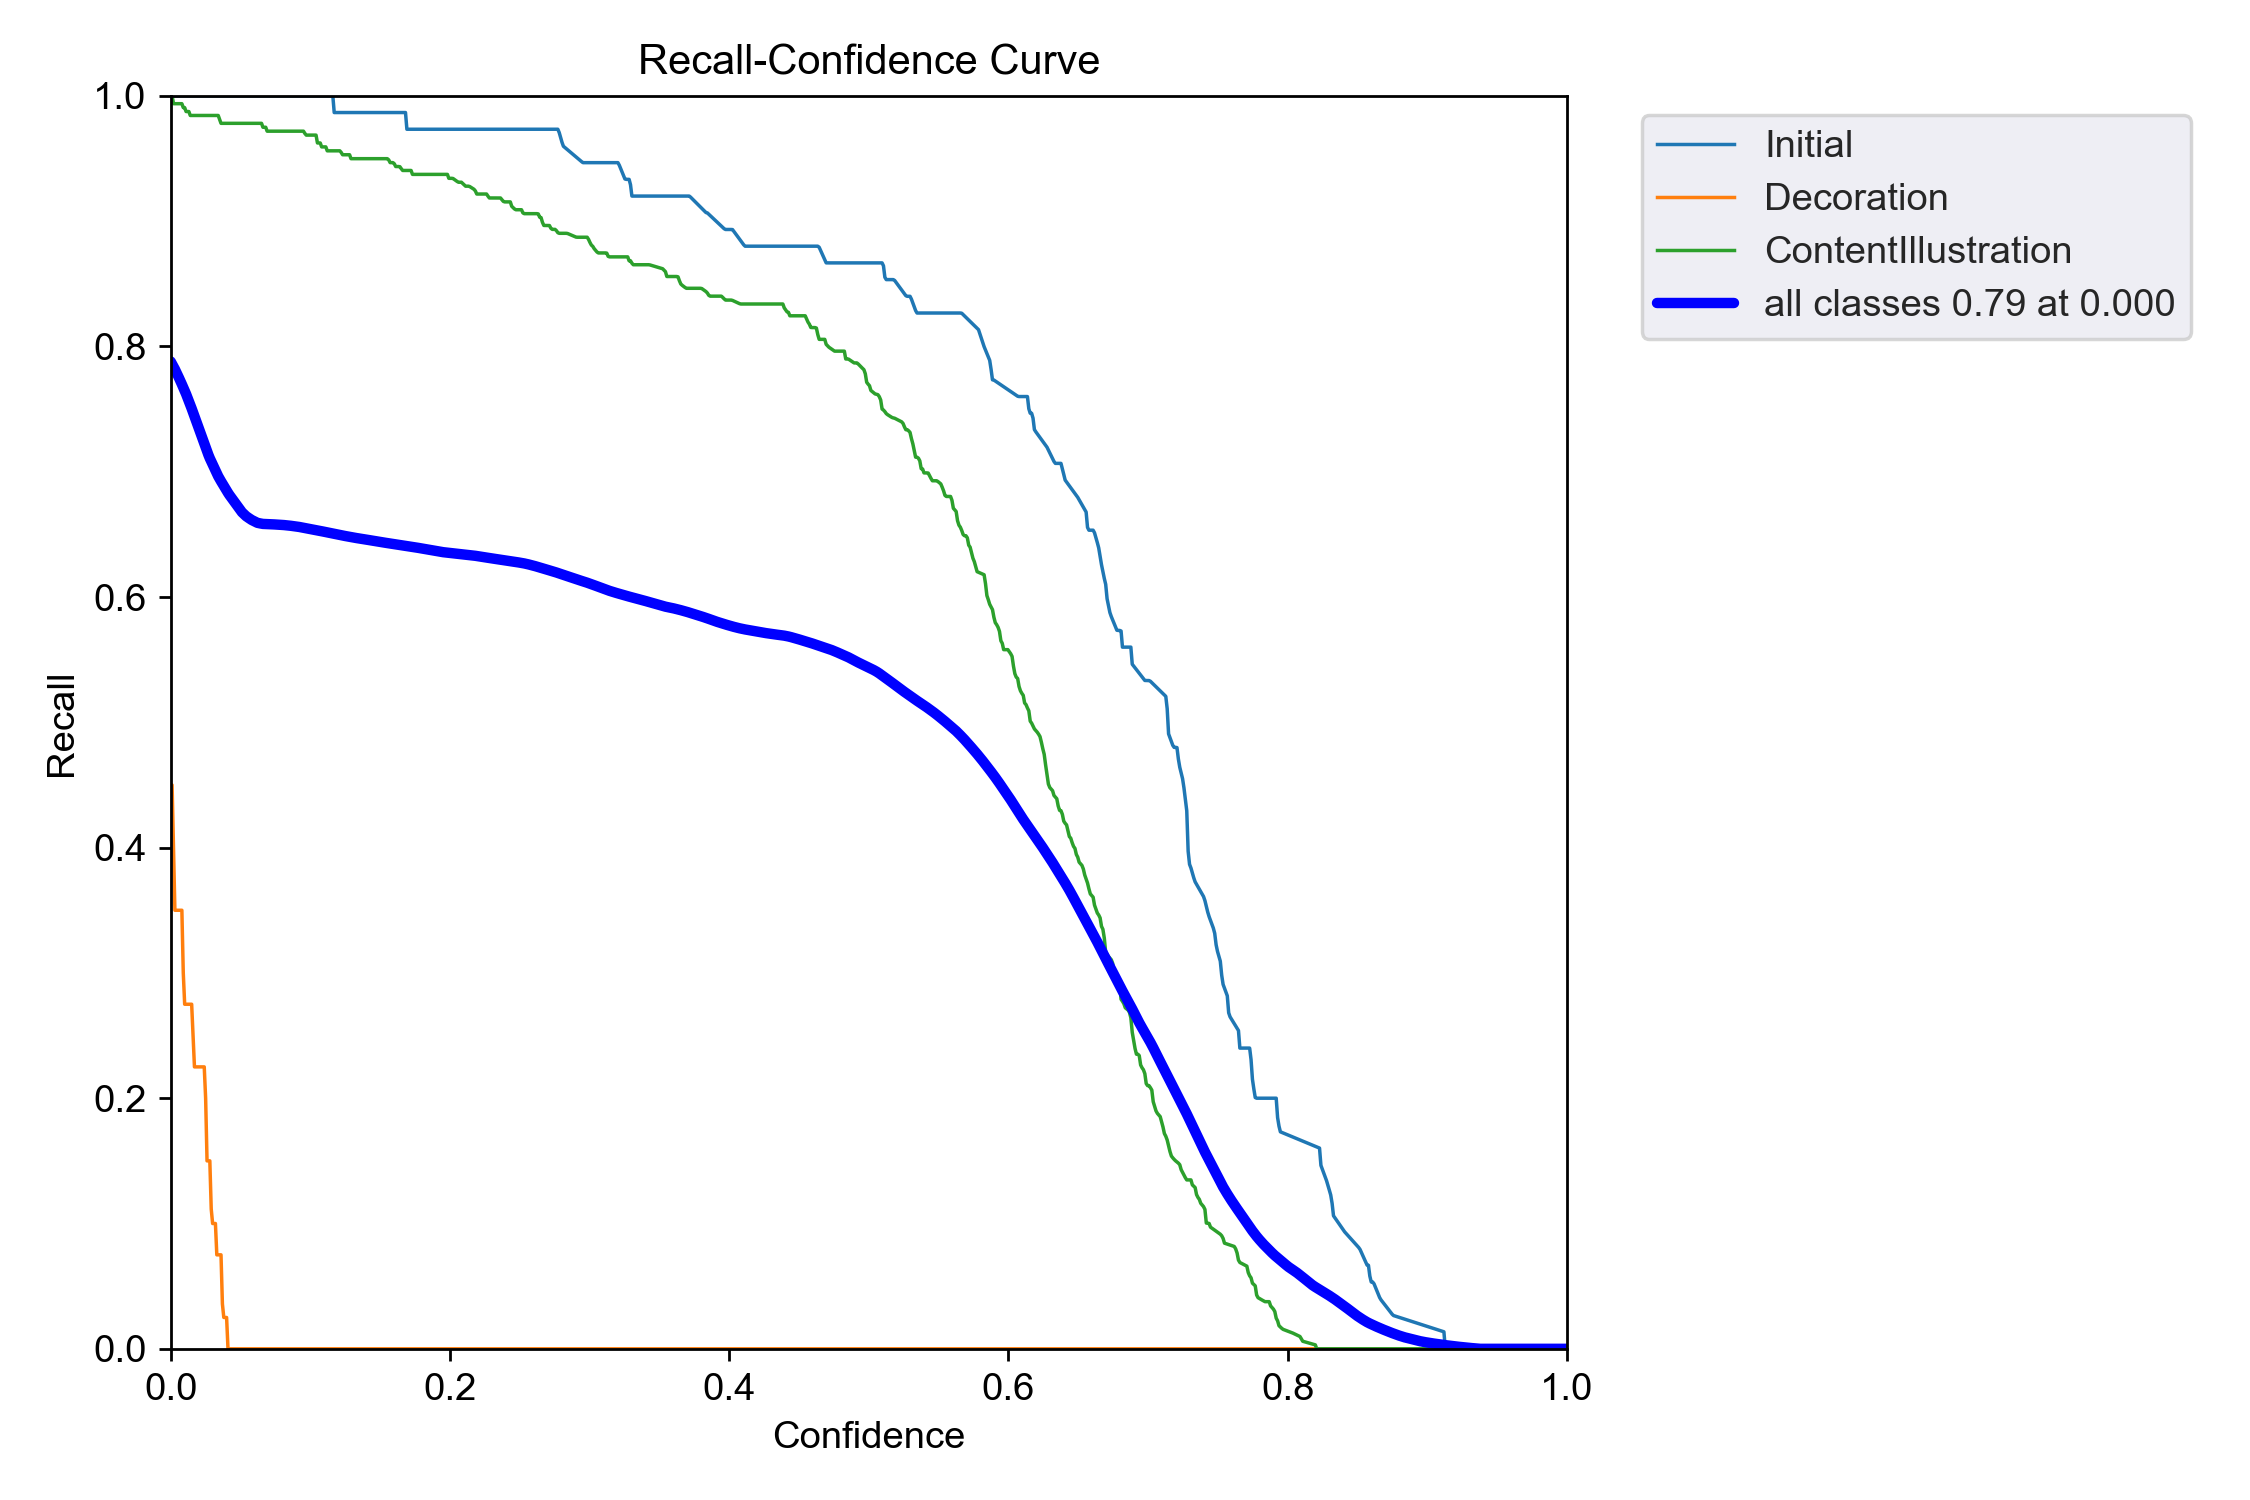 Recall-Confidence Curve
1.0
0.8
0.6
0.4
0.2
0.0
Recall
0.0 0.2 0.4 0.6 0.8 1.0
Confidence
Initial
Decoration
ContentIllustration
all classes 0.79 at 0.000